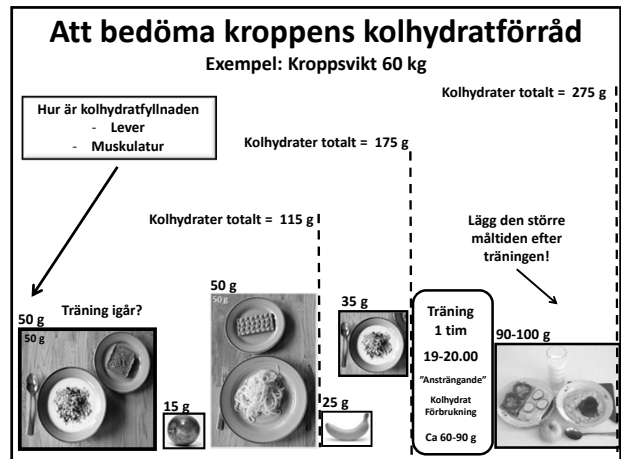 Att bedöma kroppens kolhydratförråd
Exempel: Kroppsvikt 60 kg
Kolhydrater totalt = 275 g
Hur är kolhydratfyllnaden
- Lever
- Muskulatur
Kolhydrater totalt = 175 g
Kolhydrater totalt = 115 g
Lägg den större
måltiden efter
träningen!
50 g
50 g
Träning igår?
15 g
50 g
50 g
25 g
35 g
Träning
1 tim
19-20.00
"Ansträngande"
Kolhydrat
Förbrukning
Ca 60-90 g
90-100 g